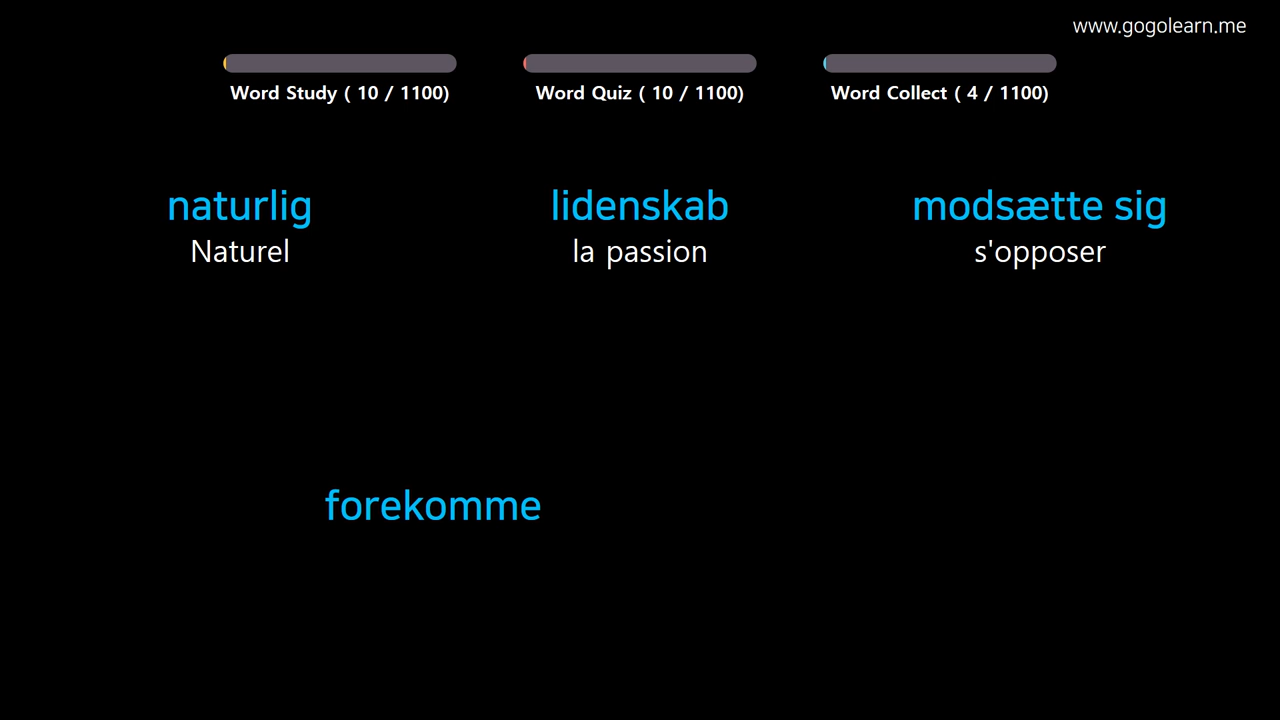 www.gogolearn.me
Word Study ( 10 / 1100)
Word Quiz ( 10 / 1100)
Word Collect ( 4 / 1100)
naturlig
Naturel
lidenskab
la passion
modsætte sig
s'opposer
forekomme